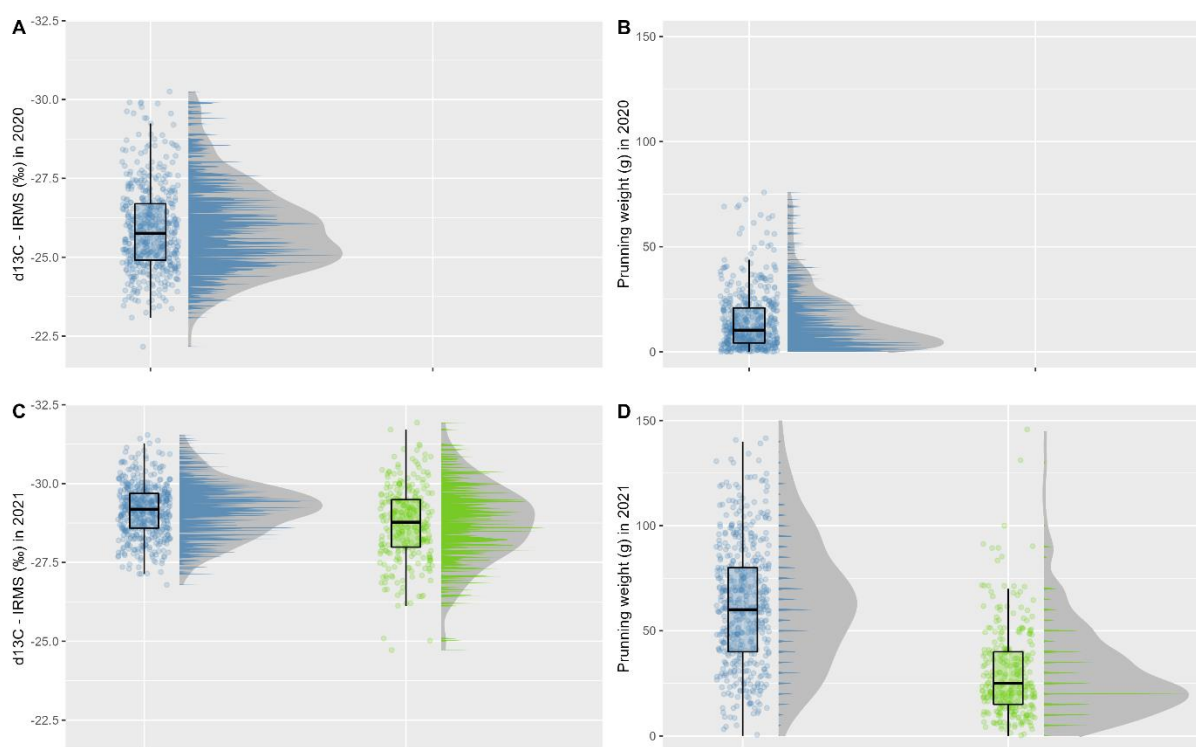 A
-32.5
-30.0
-27.5
-25.0
-22.5
d13C - IRMS (‰) in 2020
B
150
100
50
0
Prunning weight (g) in 2020
C
-32.5
-30.0
-27.5
-25.0
-22.5
d13C - IRMS (‰) in 2021
D
150
100
50
0
Prunning weight (g) in 2021